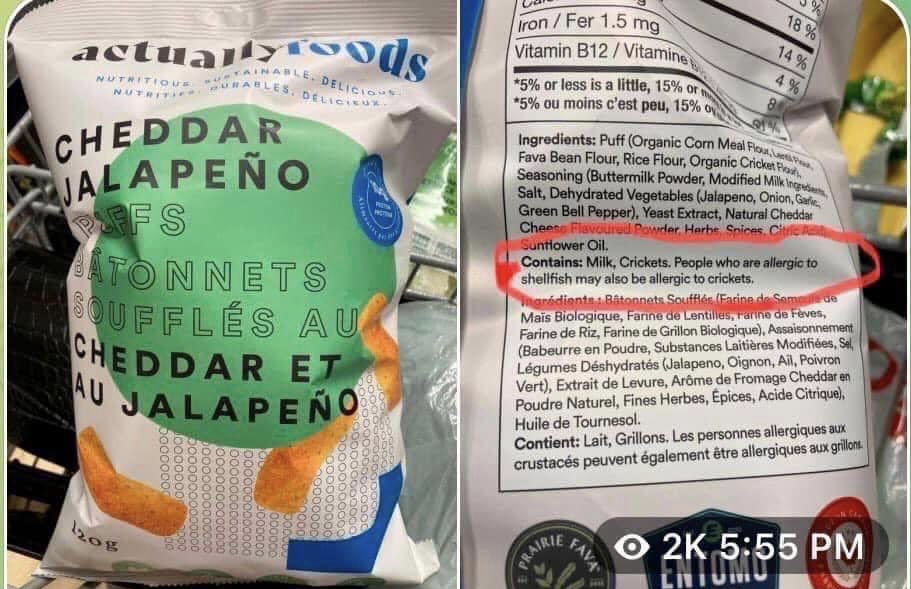 actuallyfoods
NUTRITIOUS. SUSTAINABLE. DELICIOUS.
DURABLES. DÉLICIEUX.
CHEDDAR
JALAPEÑO
PUFFS
BÂTONNETS
SOUFFLÉS AU
CHEDDAR ET
AU JALAPEÑO
120g
5 %
Iron / Fer 1.5 mg
18 %
Vitamin B12 / Vitamine
14 %
4 %
*5% or less is a little, 15% or
*5% ou moins c'est peu, 15% ou
Ingredients: Puff (Organic Corn Meal Flour, Lentil Flour,
Fava Bean Flour, Rice Flour, Organic Cricket Flour),
Seasoning (Buttermilk Powder, Modified Milk Ingredients,
Salt, Dehydrated Vegetables (Jalapeno, Onion, Garlic,
Green Bell Pepper), Yeast Extract, Natural Cheddar
Cheese Flavoured Powder, Herbs, Spices, Citric Acid),
Sunflower Oil.
Contains: Milk, Crickets. People who are allergic to
shellfish may also be allergic to crickets.
Ingrédients : Bâtonnets Soufflés (Farine de Semoule de
Maïs Biologique, Farine de Lentilles, Farine de Fèves,
Farine de Riz, Farine de Grillon Biologique), Assaisonnement
(Babeurre en Poudre, Substances Laitières Modifiées, Sel,
Légumes Déshydratés (Jalapeno, Oignon, Ail, Poivron
Vert), Extrait de Levure, Arôme de Fromage Cheddar en
Poudre Naturel, Fines Herbes, Épices, Acide Citrique),
Huile de Tournesol.
Contient: Lait, Grillons. Les personnes allergiques aux
crustacés peuvent également être allergiques aux grillons.
PRAIRIE FAVA
ENTOMO
2K 5:55 PM